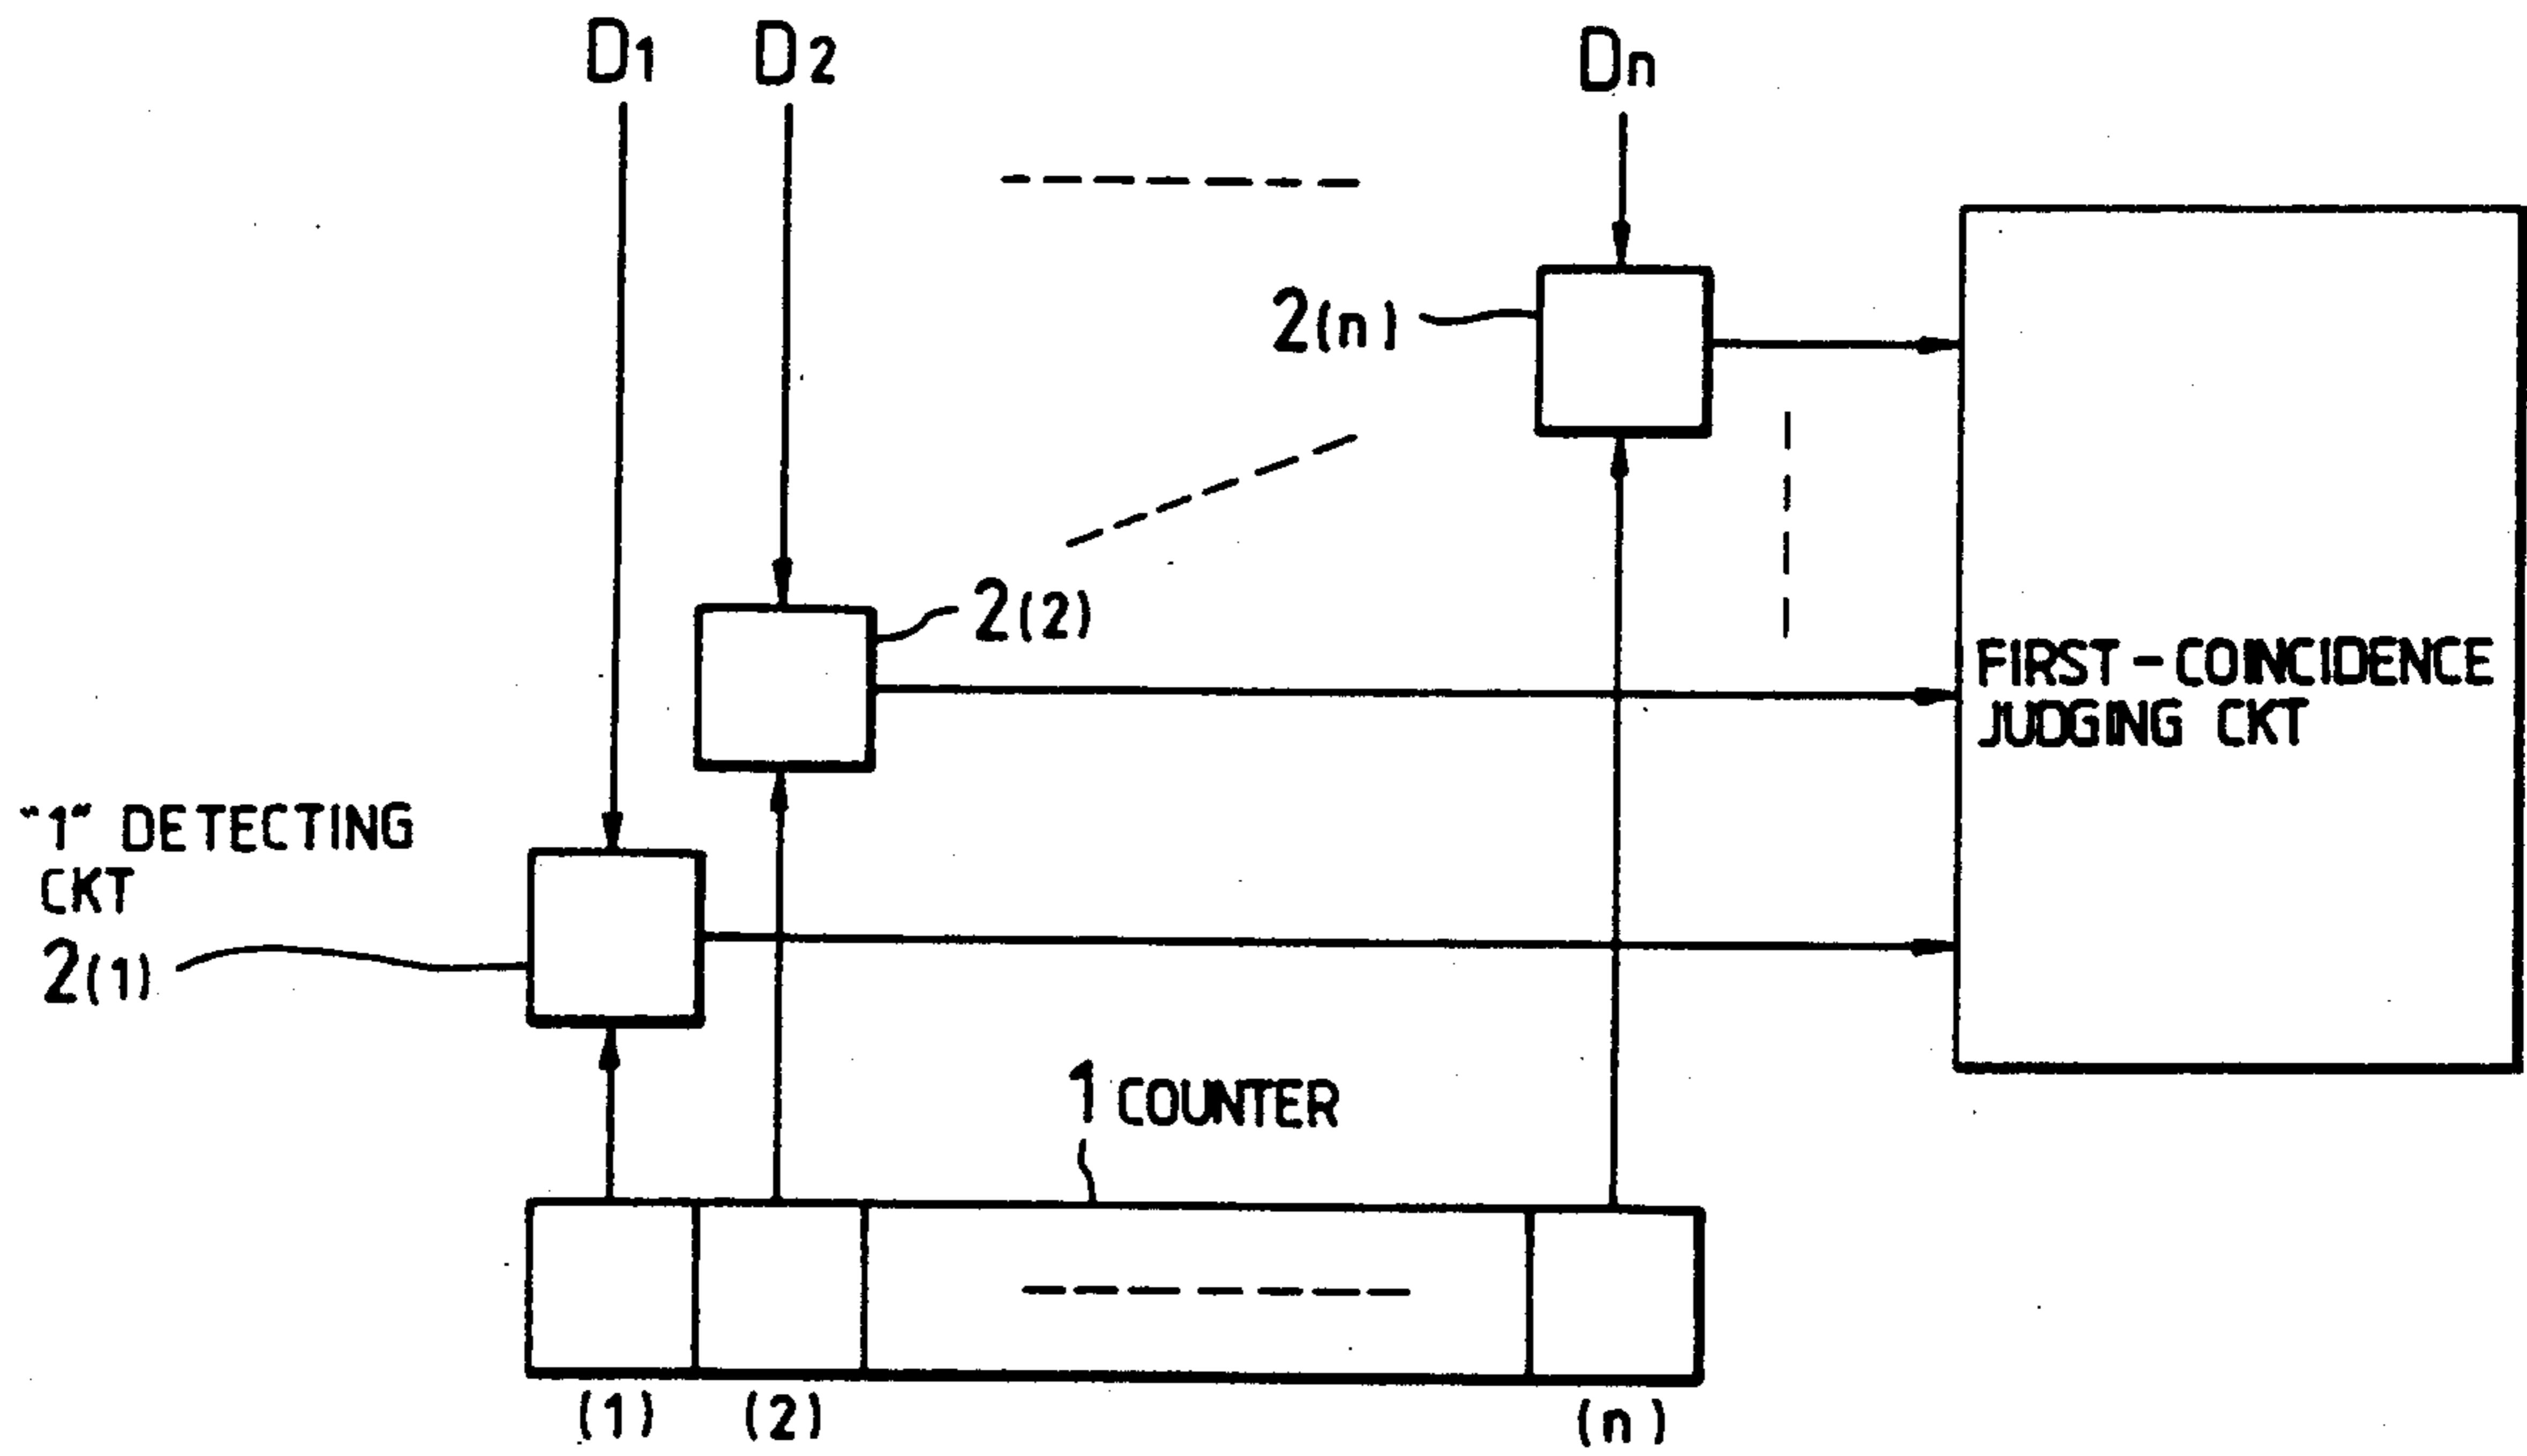 D1 D2 Dn
2(n)
2(2)
FIRST-COINCIDENCE
JUDGING CKT
"1" DETECTING
CKT
2(1)
1 COUNTER
(1) (2) (n)